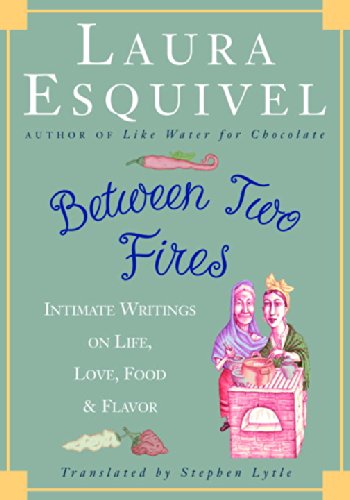 LAURA
ESQUIVEL
AUTHOR OF Like Water for Chocolate
Between Two
Fires
INTIMATE WRITINGS
ON LIFE,
LOVE, FOOD
& FLAVOR
Translated by Stephen Lytle